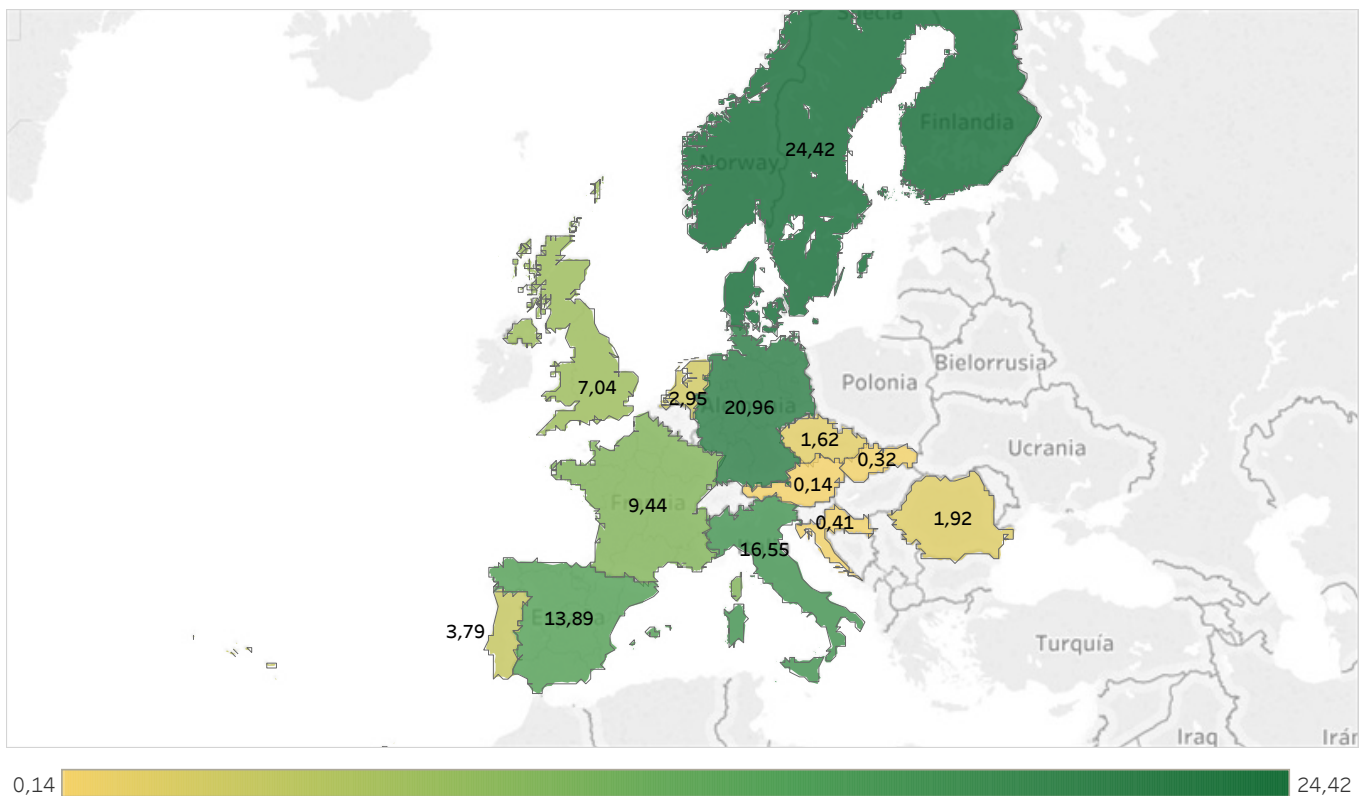 Suecia
Finlandia
24,42
Norway
Bielorrusia
Polonia
7,04
2,95
20,96
1,62
Ucrania
0,32
0,14
9,44
0,41
1,92
16,55
13,89
3,79
Turquía
Iraq
Irán
0,14
24,42